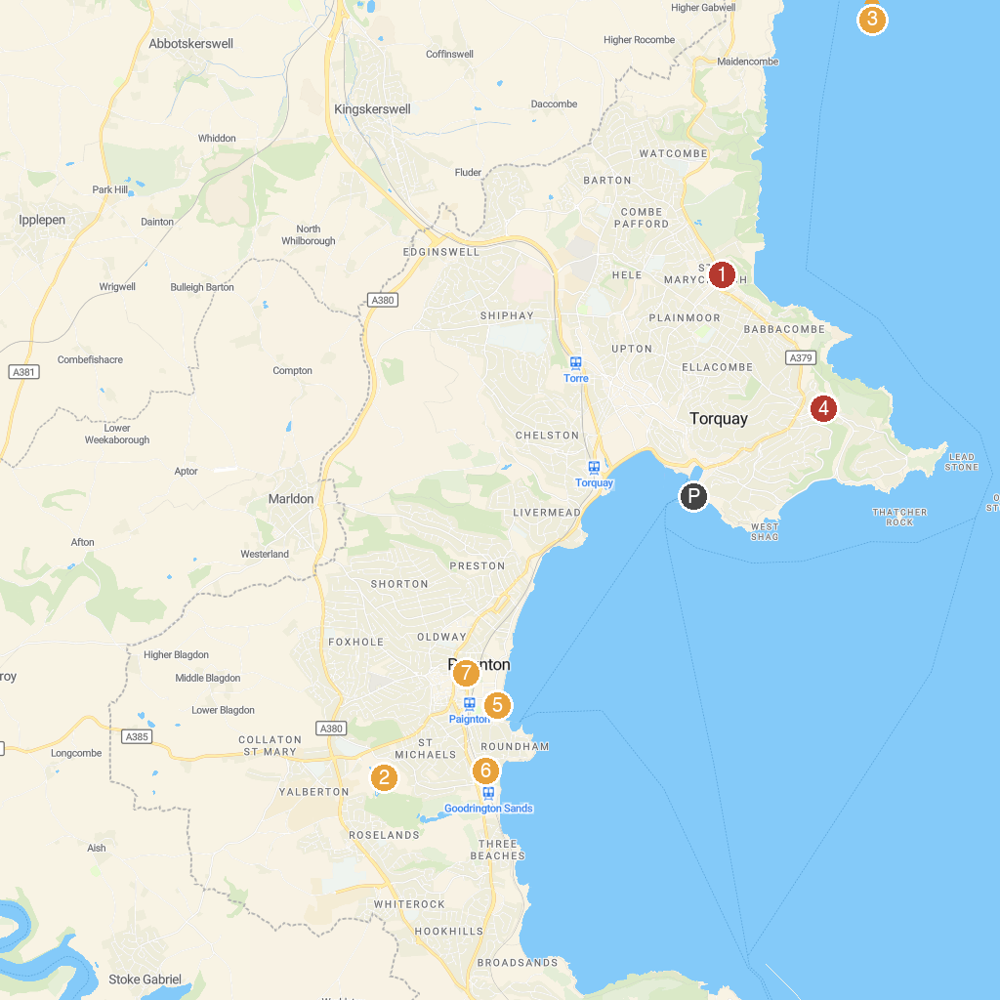 Higher Gabwell
3
Abbotskerswell
Higher Rocombe
Coffinswell
Maidencombe
Kingskerswell
Daccombe
Whiddon
WATCOMBE
Fluder
BARTON
Park Hill
Ipplepen
Dainton
COMBE
PAFFORD
North
Whilborough
EDGINSWELL
1
HELE
Wrigwell
Bulleigh Barton
A380
SHIPHAY
PLAINMOOR
BABBACOMBE
UPTON
Combefishacre
A379
Torre
ELLACOMBE
A381
Compton
4
Torquay
Lower
Weekaborough
CHELSTON
LEAD
STONE
Aptor
Torquay
Marldon
P
LIVERMEAD
THATCHER
ROCK
WEST
SHAG
Afton
Westerland
PRESTON
SHORTON
OLDWAY
FOXHOLE
Higher Blagdon
7
Middle Blagdon
5
Lower Blagdon
Paignton
A380
A385
COLLATON
ST MARY
ST
MICHAELS
ROUNDHAM
Longcombe
6
2
YALBERTON
Goodrington Sands
ROSELANDS
Aish
THREE
BEACHES
WHITEROCK
HOOKHILLS
BROADSANDS
Stoke Gabriel